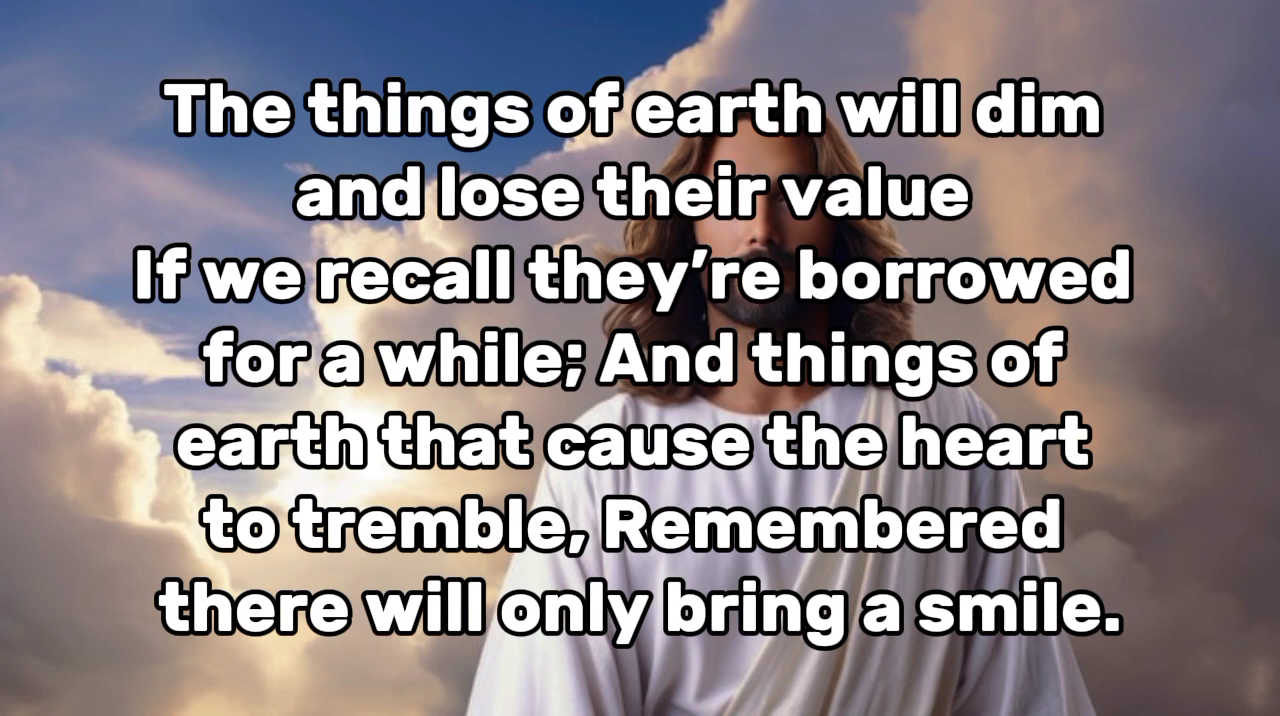 The things of earth will dim
and lose their value
If we recall they’re borrowed
for a while; And things of
earth that cause the heart
to tremble, Remembered
there will only bring a smile.